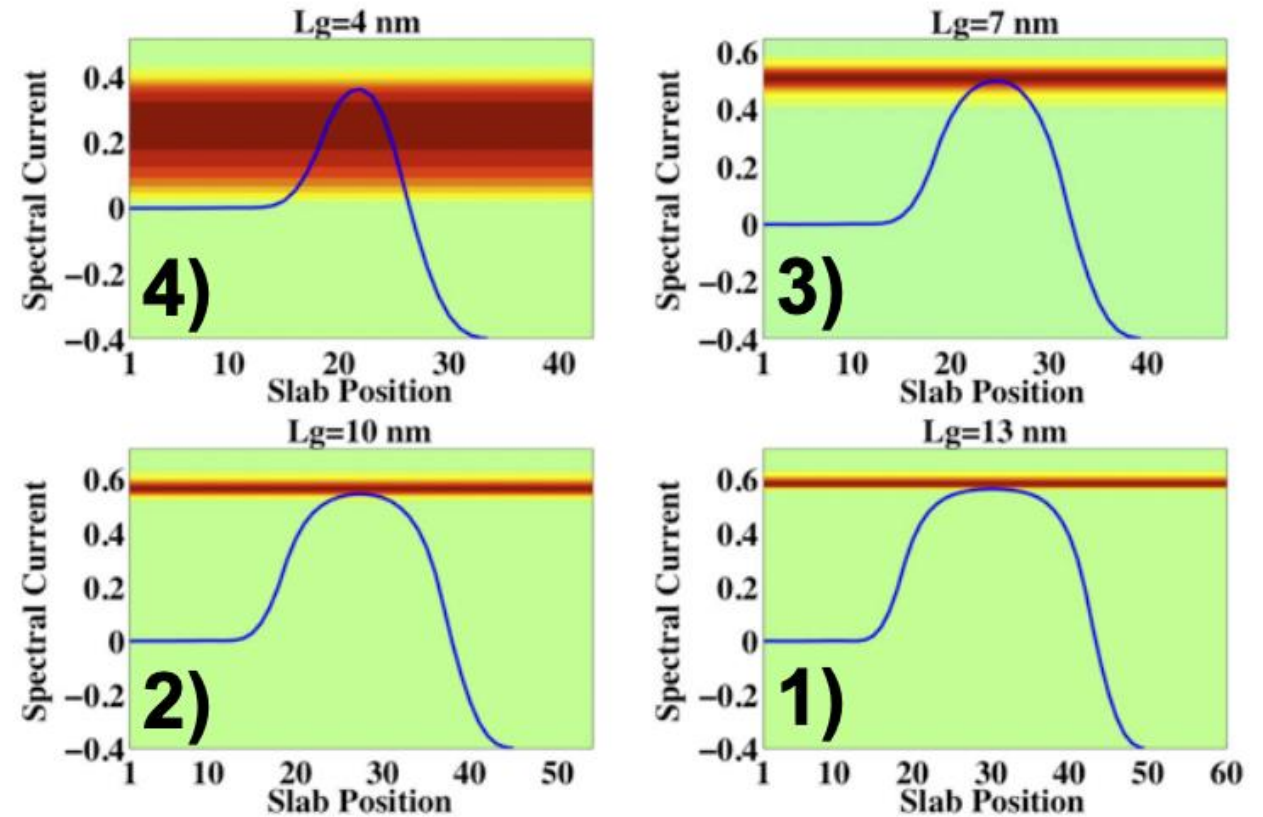 Lg=4 nm
Spectral Current
0.4
0.2
0
−0.2
−0.4
4)
1 10 20 30 40
Slab Position
Lg=7 nm
Spectral Current
0.6
0.4
0.2
0
−0.2
−0.4
3)
1 10 20 30 40
Slab Position
Lg=10 nm
Spectral Current
0.6
0.4
0.2
0
−0.2
−0.4
2)
1 10 20 30 40 50
Slab Position
Lg=13 nm
Spectral Current
0.6
0.4
0.2
0
−0.2
−0.4
1)
1 10 20 30 40 50 60
Slab Position